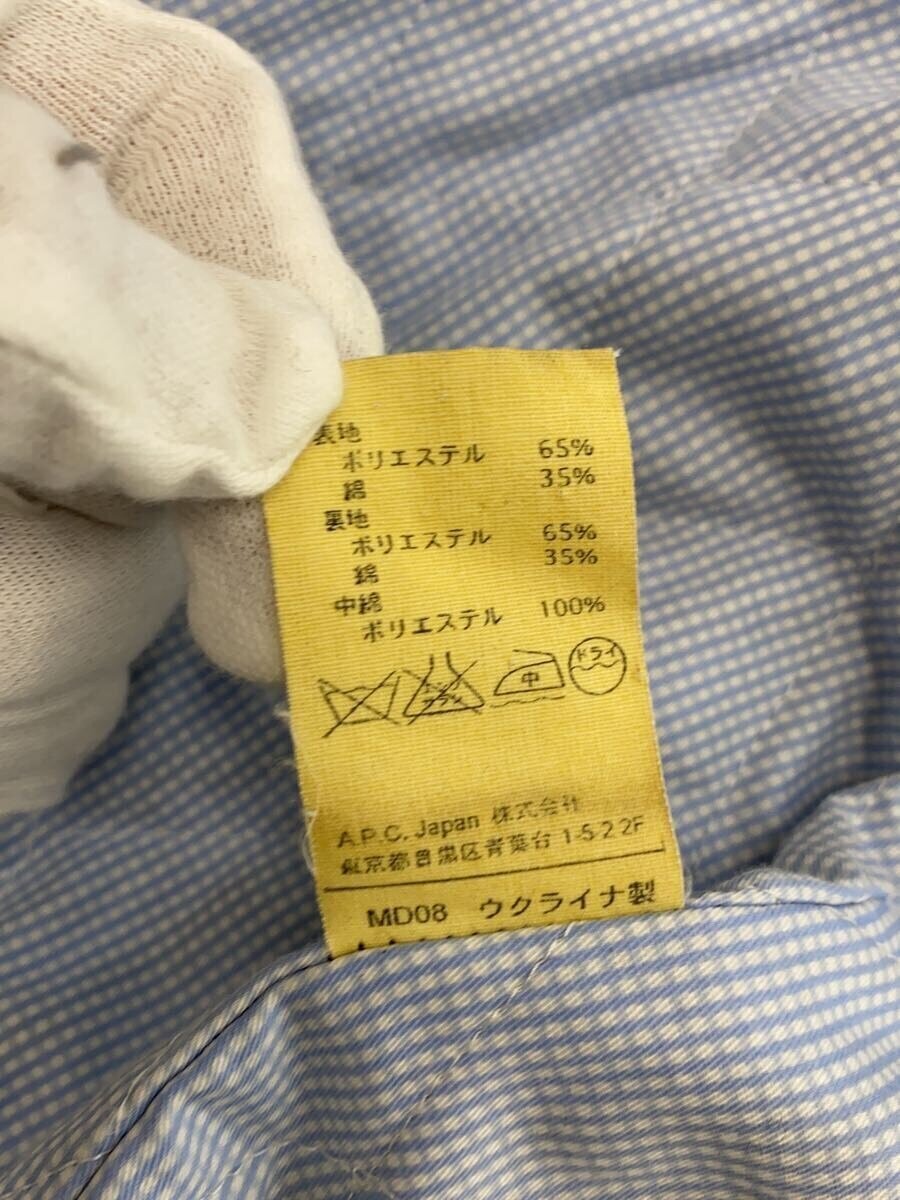 表地
ポリエステル 65%
綿 35%
裏地
ポリエステル 65%
綿 35%
中綿
ポリエステル 100%
中
ドライ
A.P.C. Japan 株式会社
東京都目黒区青葉台 1-5-2 2F
MD08 ウクライナ製